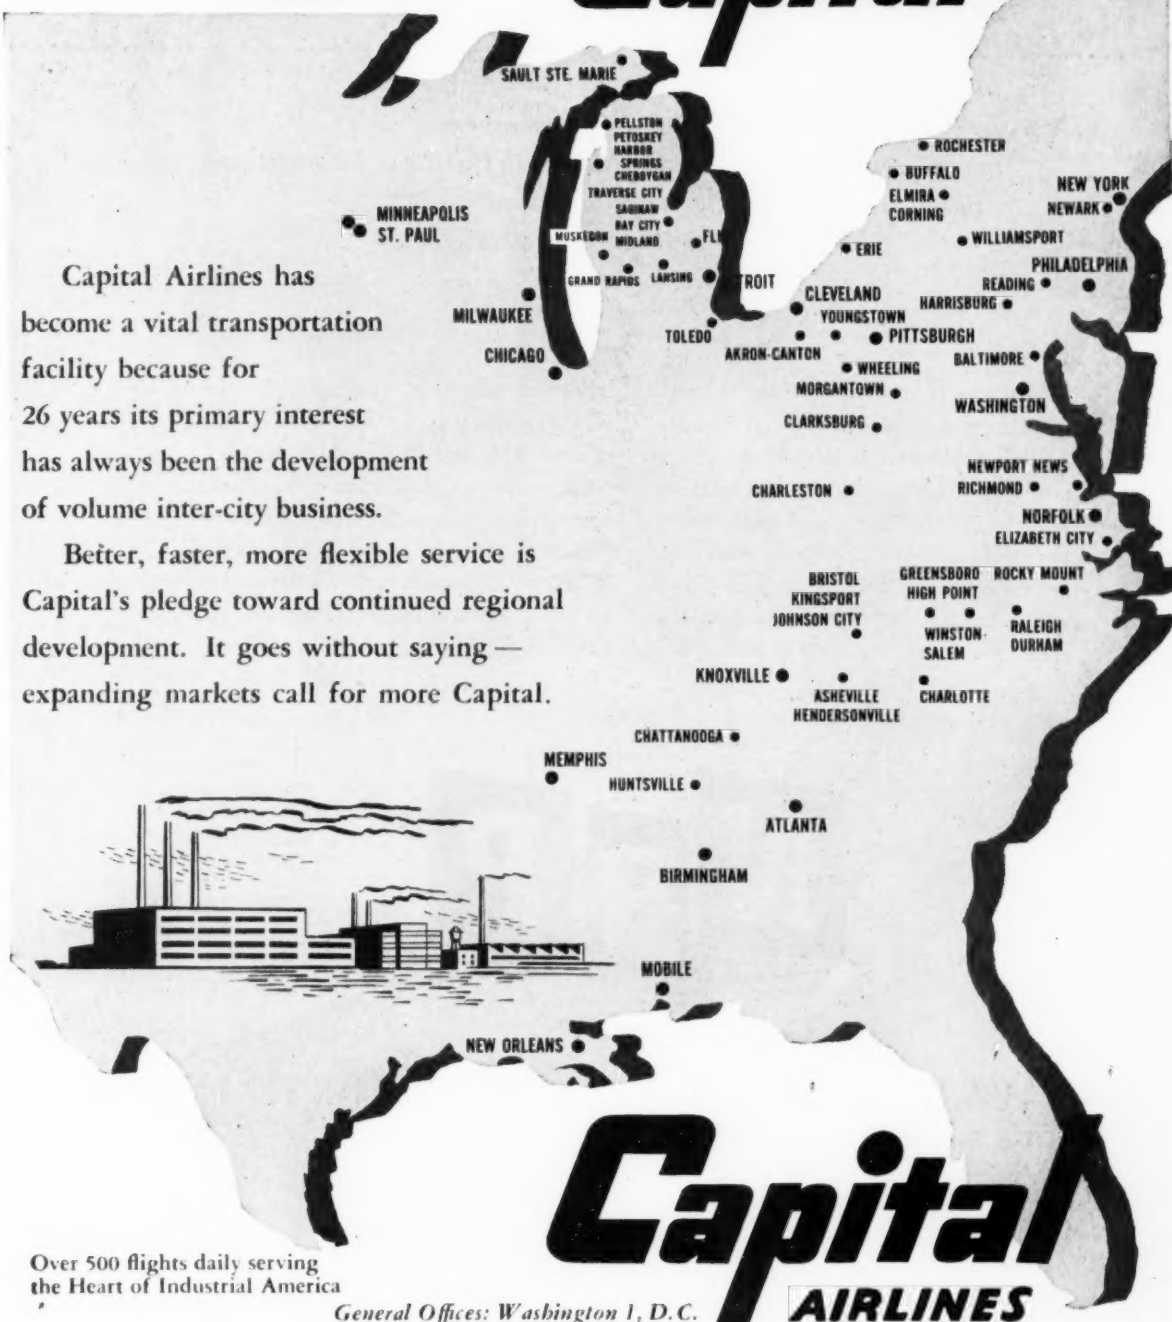 Capital
SAULT STE. MARIE
PELLSTON
PETOSKEY
HARBOR
SPRINGS
CHEBOYGAN
TRAVERSE CITY
SAGINAW
BAY CITY
MIDLAND
MUSKEGON
GRAND RAPIDS
LANSING
ROCHESTER
BUFFALO
ELMIRA
CORNING
NEW YORK
NEWARK
MINNEAPOLIS
ST. PAUL
ERIE
WILLIAMSPORT
PHILADELPHIA
READING
HARRISBURG
MILWAUKEE
CHICAGO
TOLEDO
CLEVELAND
YOUNGSTOWN
AKRON-CANTON
PITTSBURGH
WHEELING
BALTIMORE
MORGANTOWN
WASHINGTON
CLARKSBURG
NEWPORT NEWS
CHARLESTON
RICHMOND
NORFOLK
ELIZABETH CITY
BRISTOL
KINGSPORT
JOHNSON CITY
GREENSBORO
HIGH POINT
ROCKY MOUNT
WINSTON-
SALEM
RALEIGH
DURHAM
KNOXVILLE
ASHEVILLE
HENDERSONVILLE
CHARLOTTE
CHATTANOOGA
MEMPHIS
HUNTSVILLE
ATLANTA
BIRMINGHAM
MOBILE
NEW ORLEANS
Capital Airlines has
become a vital transportation
facility because for
26 years its primary interest
has always been the development
of volume inter-city business.
Better, faster, more flexible service is
Capital's pledge toward continued regional
development. It goes without saying —
expanding markets call for more Capital.
Capital
AIRLINES
Over 500 flights daily serving
the Heart of Industrial America
General Offices: Washington 1, D. C.